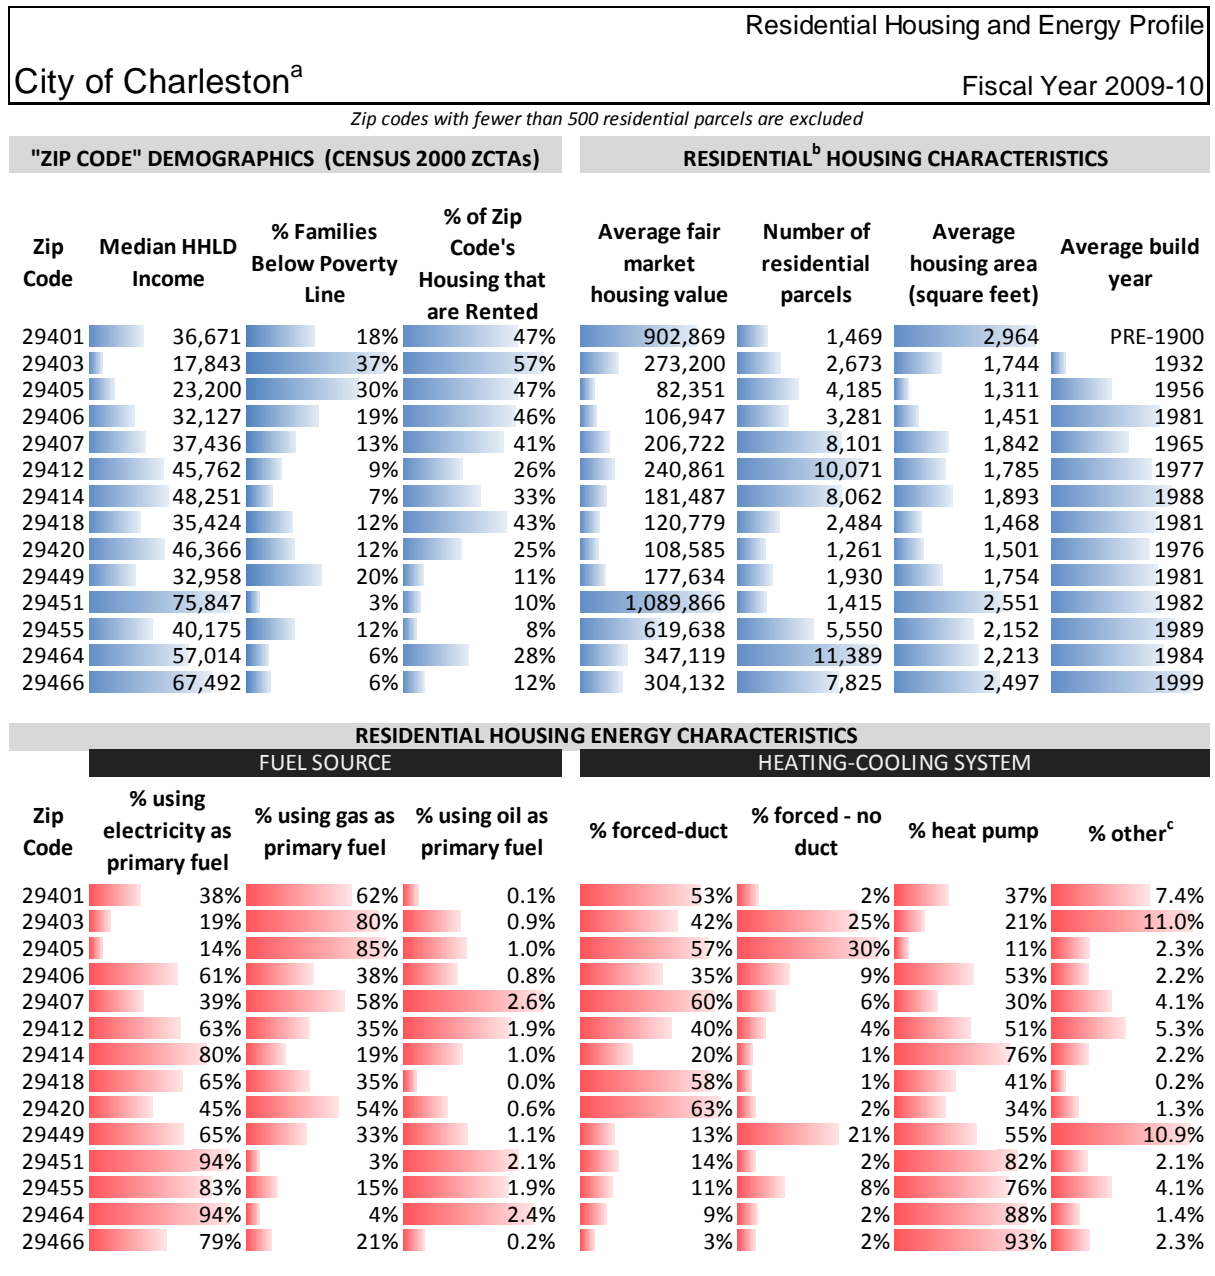 Residential Housing and Energy Profile
City of Charleston^a
Fiscal Year 2009-10
Zip codes with fewer than 500 residential parcels are excluded
"ZIP CODE" DEMOGRAPHICS (CENSUS 2000 ZCTAs)
RESIDENTIAL^b HOUSING CHARACTERISTICS
Zip Code | Median HHLD Income | % Families Below Poverty Line | % of Zip Code's Housing that are Rented | Average fair market housing value | Number of residential parcels | Average housing area (square feet) | Average build year
29401 36,671 18% 47% 902,869 1,469 2,964 PRE-1900
29403 17,843 37% 57% 273,200 2,673 1,744 1932
29405 23,200 30% 47% 82,351 4,185 1,311 1956
29406 32,127 19% 46% 106,947 3,281 1,451 1981
29407 37,436 13% 41% 206,722 8,101 1,842 1965
29412 45,762 9% 26% 240,861 10,071 1,785 1977
29414 48,251 7% 33% 181,487 8,062 1,893 1988
29418 35,424 12% 43% 120,779 2,484 1,468 1981
29420 46,366 12% 25% 108,585 1,261 1,501 1976
29449 32,958 20% 11% 177,634 1,930 1,754 1981
29451 75,847 3% 10% 1,089,866 1,415 2,551 1982
29455 40,175 12% 8% 619,638 5,550 2,152 1989
29464 57,014 6% 28% 347,119 11,389 2,213 1984
29466 67,492 6% 12% 304,132 7,825 2,497 1999
RESIDENTIAL HOUSING ENERGY CHARACTERISTICS
FUEL SOURCE
HEATING-COOLING SYSTEM
Zip Code | % using electricity as primary fuel | % using gas as primary fuel | % using oil as primary fuel | % forced-duct | % forced - no duct | % heat pump | % other^c
29401 38% 62% 0.1% 53% 2% 37% 7.4%
29403 19% 80% 0.9% 42% 25% 21% 11.0%
29405 14% 85% 1.0% 57% 30% 11% 2.3%
29406 61% 38% 0.8% 35% 9% 53% 2.2%
29407 39% 58% 2.6% 60% 6% 30% 4.1%
29412 63% 35% 1.9% 40% 4% 51% 5.3%
29414 80% 19% 1.0% 20% 1% 76% 2.2%
29418 65% 35% 0.0% 58% 1% 41% 0.2%
29420 45% 54% 0.6% 63% 2% 34% 1.3%
29449 65% 33% 1.1% 13% 21% 55% 10.9%
29451 94% 3% 2.1% 14% 2% 82% 2.1%
29455 83% 15% 1.9% 11% 8% 76% 4.1%
29464 94% 4% 2.4% 9% 2% 88% 1.4%
29466 79% 21% 0.2% 3% 2% 93% 2.3%